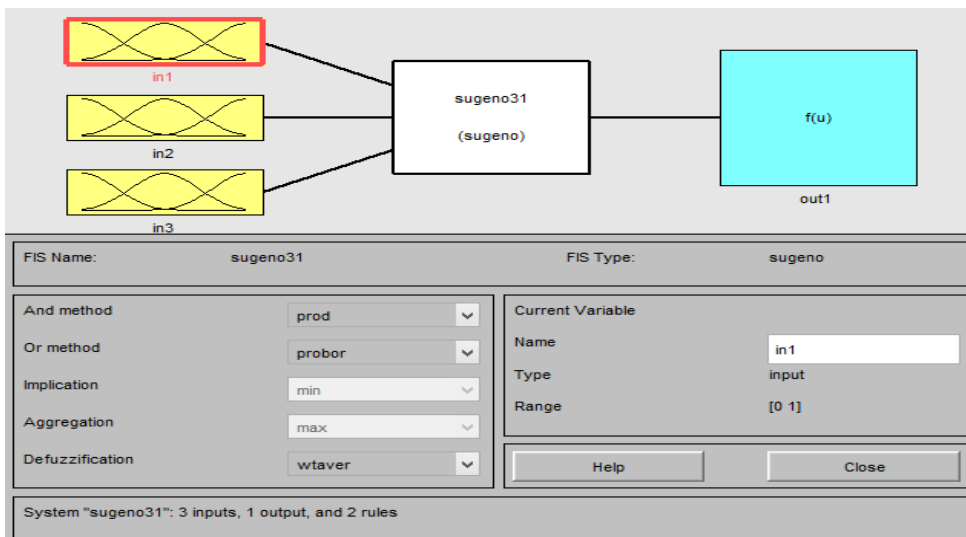 in1
in2
in3
sugeno31
(sugeno)
f(u)
out1
FIS Name: sugeno31 FIS Type: sugeno
And method prod
Or method probor
Implication min
Aggregation max
Defuzzification wtaver
Current Variable
Name in1
Type input
Range [0 1]
Help Close
System "sugeno31": 3 inputs, 1 output, and 2 rules